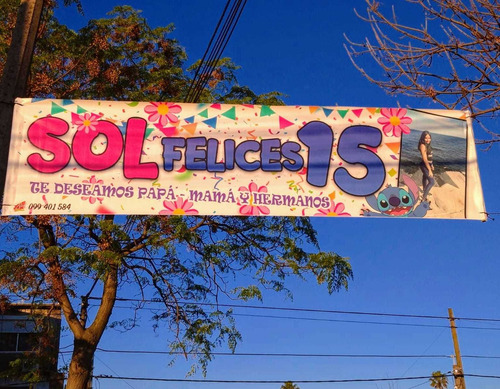 SOL FELICES 15
TE DESEAMOS PAPÁ - MAMÁ Y HERMANOS
099 401 584